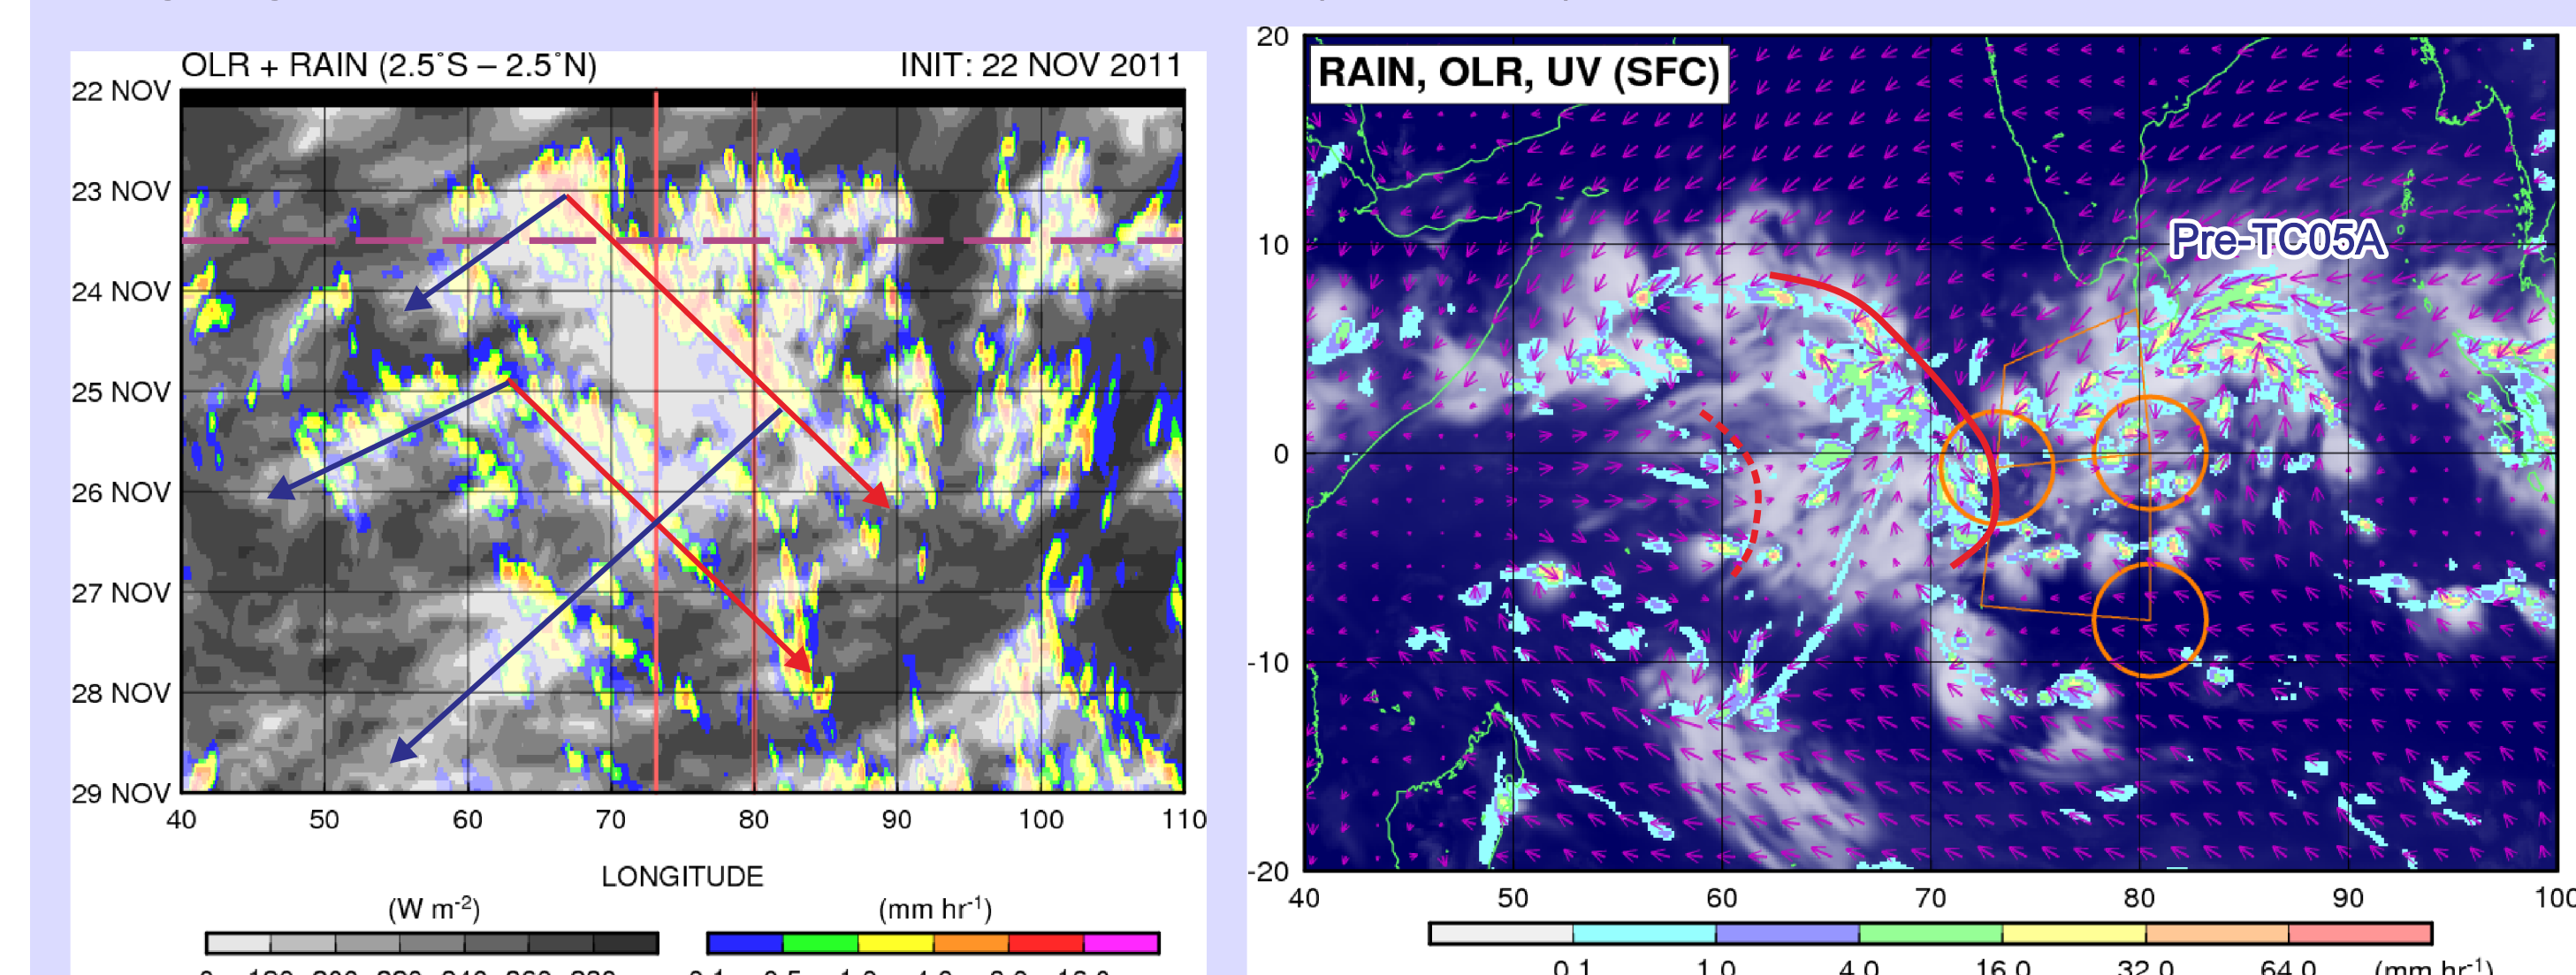 OLR + RAIN (2.5°S – 2.5°N) INIT: 22 NOV 2011
22 NOV
23 NOV
24 NOV
25 NOV
26 NOV
27 NOV
28 NOV
29 NOV
40 50 60 70 80 90 100 110
LONGITUDE
(W m-2) (mm hr-1)
RAIN, OLR, UV (SFC)
Pre-TC05A
20
10
0
-10
-20
40 50 60 70 80 90 100
0.1 1.0 4.0 16.0 32.0 64.0 (mm hr-1)